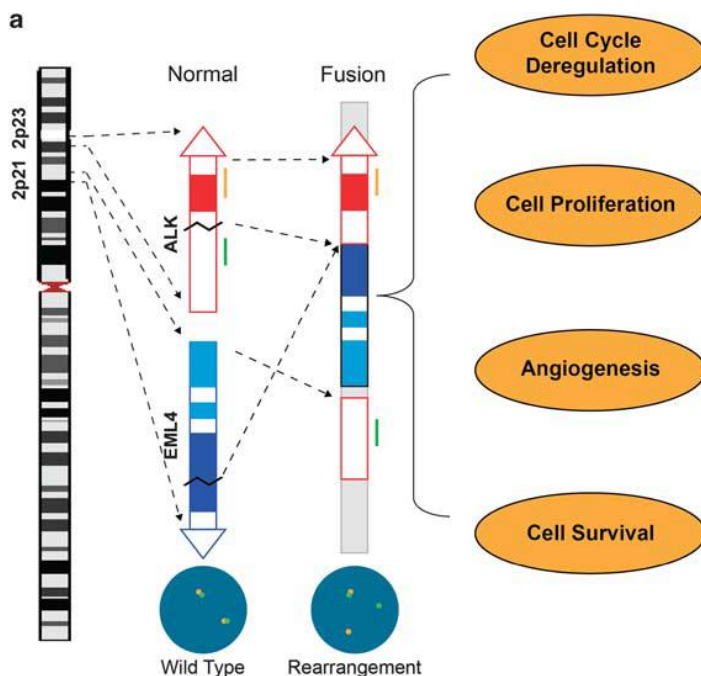 a
Normal
Fusion
2p23
2p21
ALK
EML4
Cell Cycle
Deregulation
Cell Proliferation
Angiogenesis
Cell Survival
Wild Type
Rearrangement